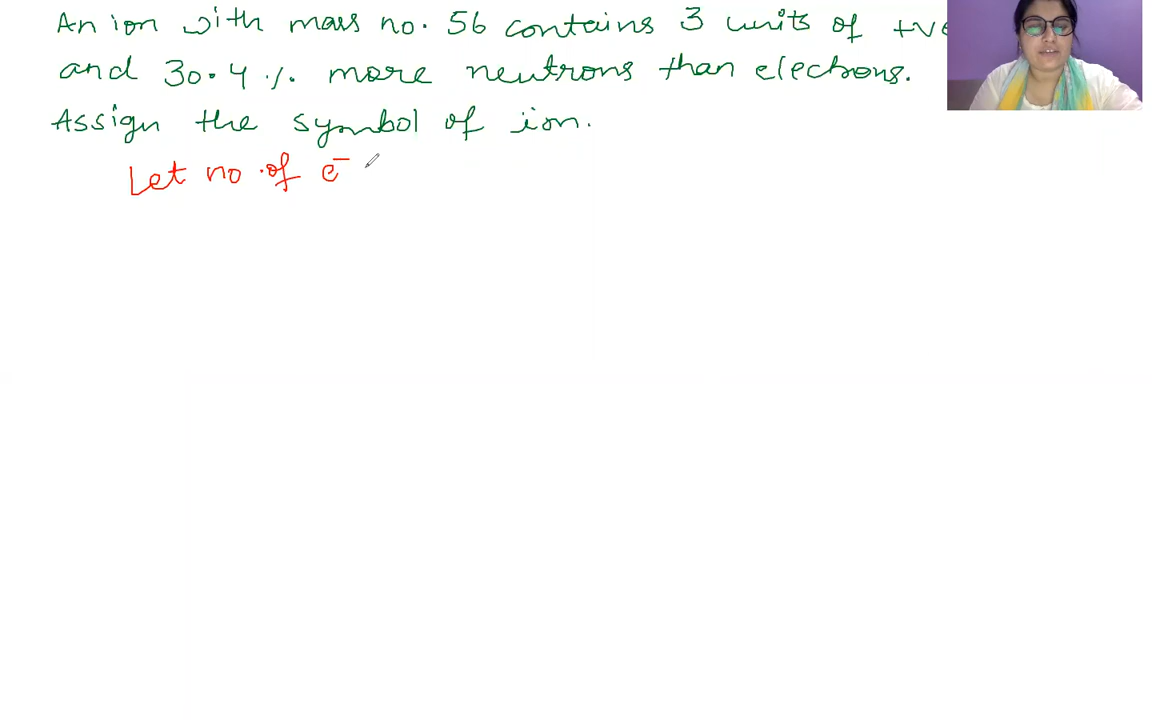 An ion with mass no. 56 contains 3 units of +ve
and 30.4 % more neutrons than electrons.
Assign the symbol of ion.
Let no. of e⁻